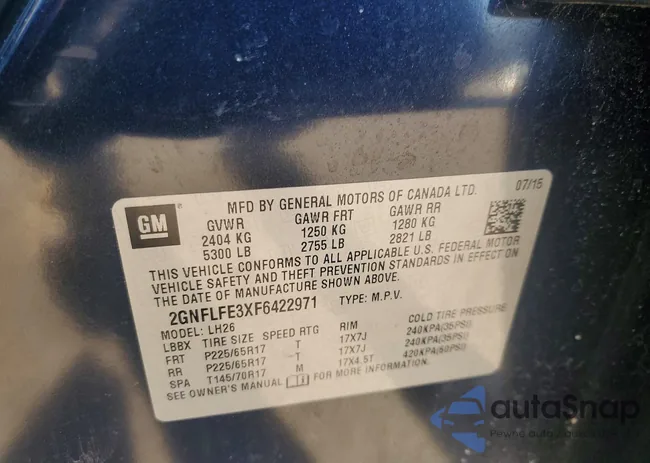 MFD BY GENERAL MOTORS OF CANADA LTD. 07/15
GM
GVWR GAWR FRT GAWR RR
2404 KG 1250 KG 1280 KG
5300 LB 2755 LB 2821 LB
THIS VEHICLE CONFORMS TO ALL APPLICABLE U.S. FEDERAL MOTOR
VEHICLE SAFETY AND THEFT PREVENTION STANDARDS IN EFFECT ON
THE DATE OF MANUFACTURE SHOWN ABOVE.
2GNFLFE3XF6422971 TYPE: M.P.V.
MODEL: LH26
LBBX TIRE SIZE SPEED RTG RIM COLD TIRE PRESSURE
FRT P225/65R17 T 17X7J 240KPA(35PSI)
RR P225/65R17 T 17X7J 240KPA(35PSI)
SPA T145/70R17 M 17X4.5T 420KPA(60PSI)
SEE OWNER'S MANUAL FOR MORE INFORMATION.
autaSnap